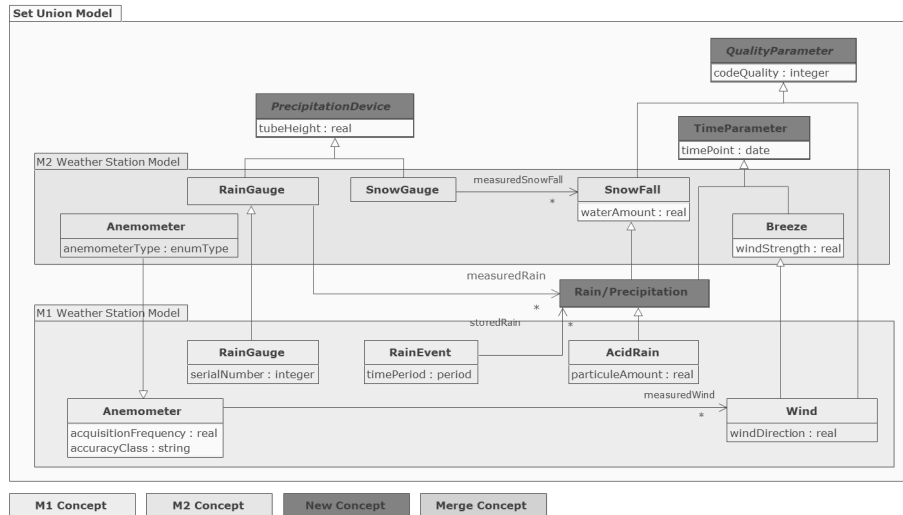 Set Union Model
QualityParameter
codeQuality : integer
PrecipitationDevice
tubeHeight : real
TimeParameter
timePoint : date
M2 Weather Station Model
RainGauge
SnowGauge
measuredSnowFall
*
SnowFall
waterAmount : real
Anemometer
anemometerType : enumType
Breeze
windStrength : real
measuredRain
*
Rain/Precipitation
M1 Weather Station Model
storedRain
*
RainGauge
serialNumber : integer
RainEvent
timePeriod : period
AcidRain
particuleAmount : real
measuredWind
*
Anemometer
acquisitionFrequency : real
accuracyClass : string
Wind
windDirection : real
M1 Concept
M2 Concept
New Concept
Merge Concept